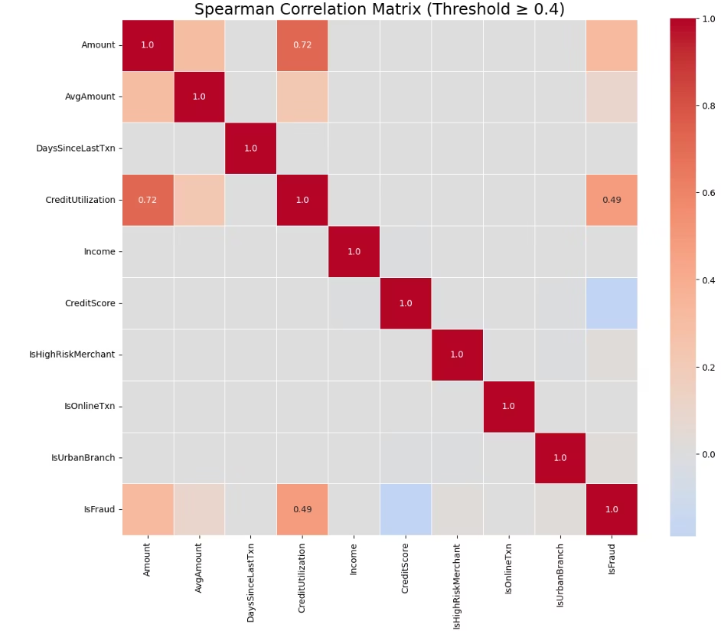 Spearman Correlation Matrix (Threshold ≥ 0.4)
Amount 1.0 0.72
AvgAmount 1.0
DaysSinceLastTxn 1.0
CreditUtilization 0.72 1.0 0.49
Income 1.0
CreditScore 1.0
IsHighRiskMerchant 1.0
IsOnlineTxn 1.0
IsUrbanBranch 1.0
IsFraud 0.49 1.0
Amount
AvgAmount
DaysSinceLastTxn
CreditUtilization
Income
CreditScore
IsHighRiskMerchant
IsOnlineTxn
IsUrbanBranch
IsFraud
1.0
0.8
0.6
0.4
0.2
0.0